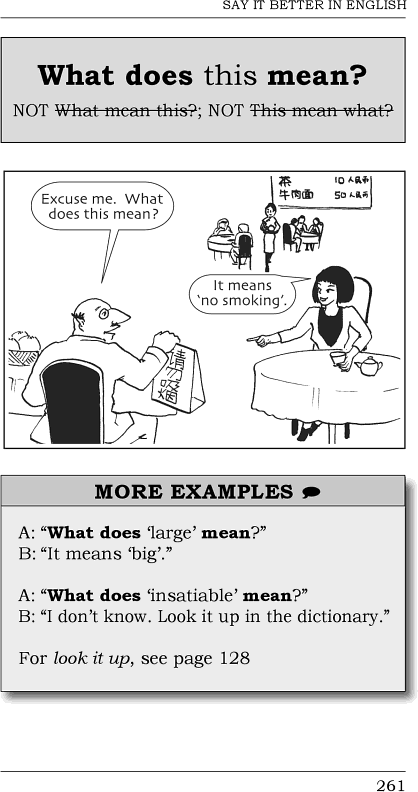 SAY IT BETTER IN ENGLISH
What does this mean?
NOT What mean this?; NOT This mean what?
Excuse me. What
does this mean?
茶 10人民币
牛肉面 50人民币
It means
‘no smoking’.
请勿吸烟
MORE EXAMPLES
A: “What does ‘large’ mean?”
B: “It means ‘big’.”
A: “What does ‘insatiable’ mean?”
B: “I don’t know. Look it up in the dictionary.”
For look it up, see page 128
261